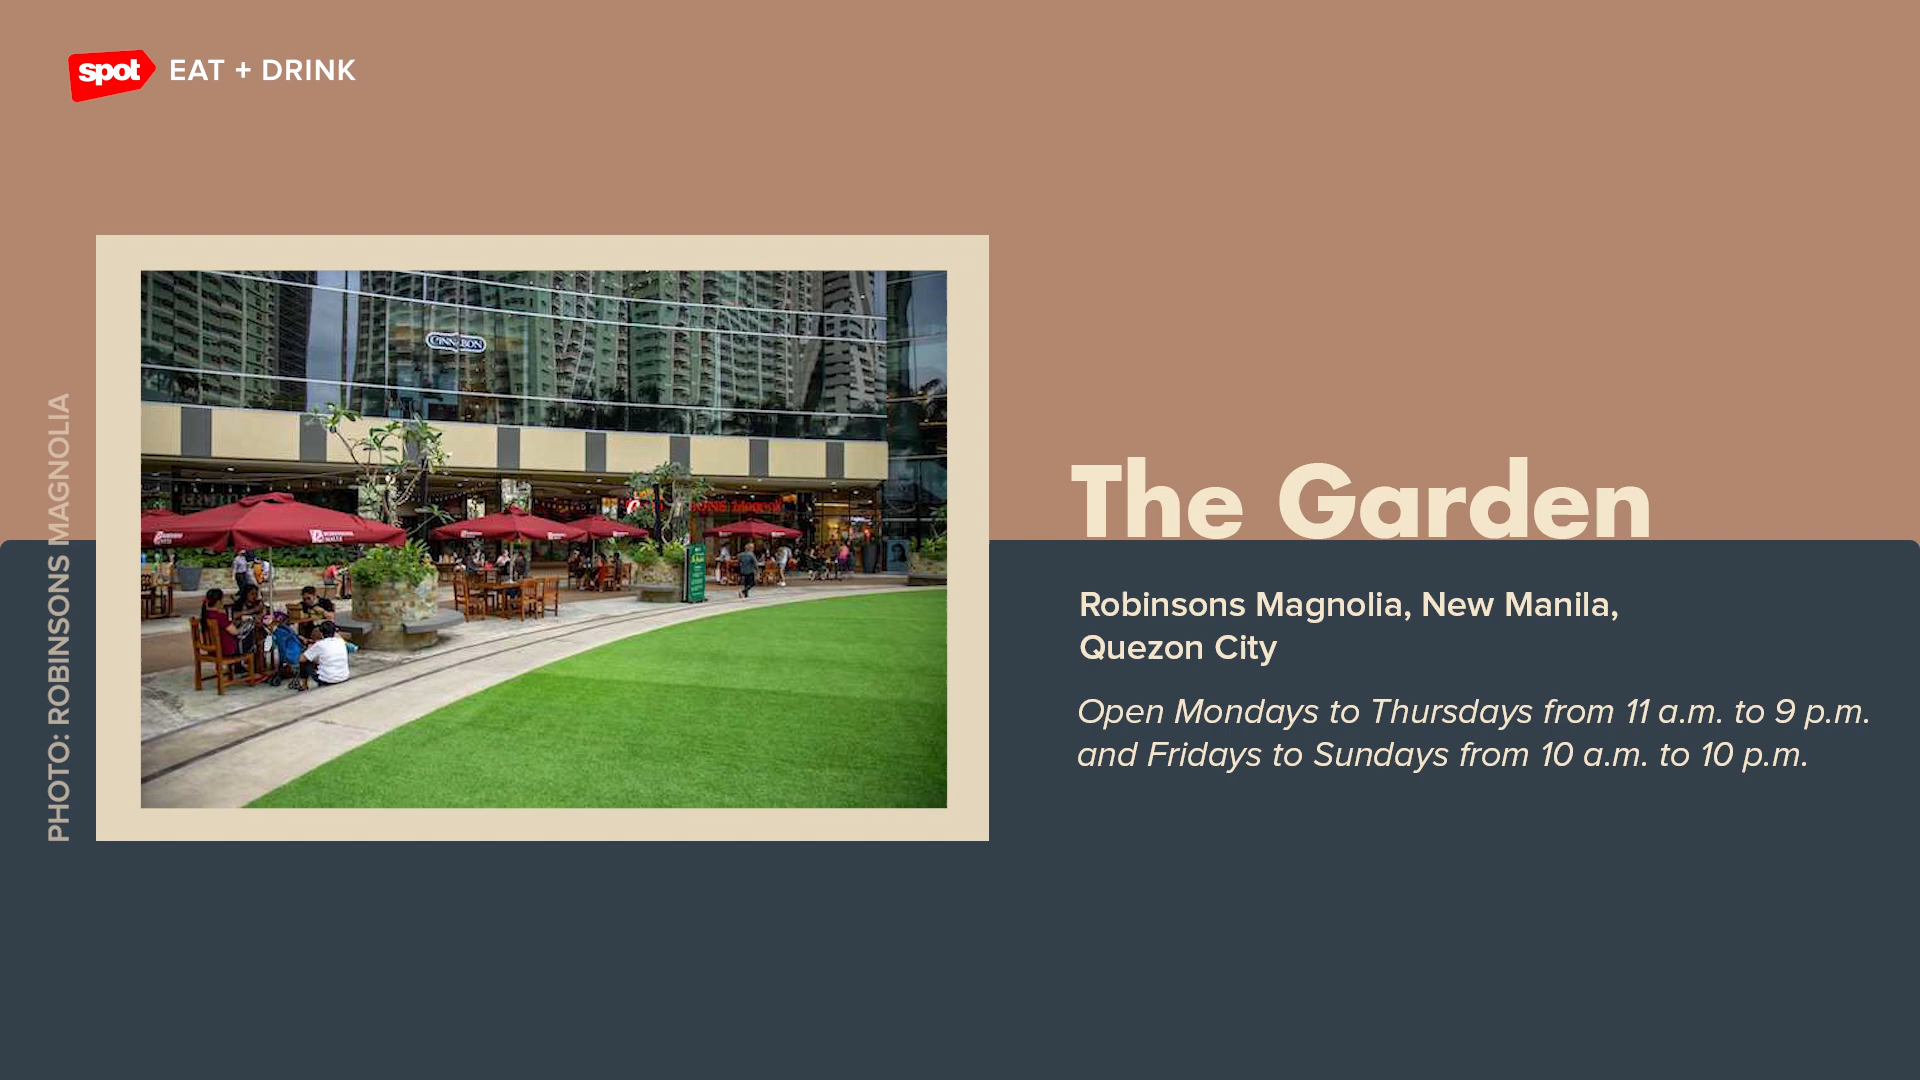 spot EAT + DRINK
CINNABON
The Garden
Robinsons Magnolia, New Manila,
Quezon City
Open Mondays to Thursdays from 11 a.m. to 9 p.m.
and Fridays to Sundays from 10 a.m. to 10 p.m.
PHOTO: ROBINSONS MAGNOLIA